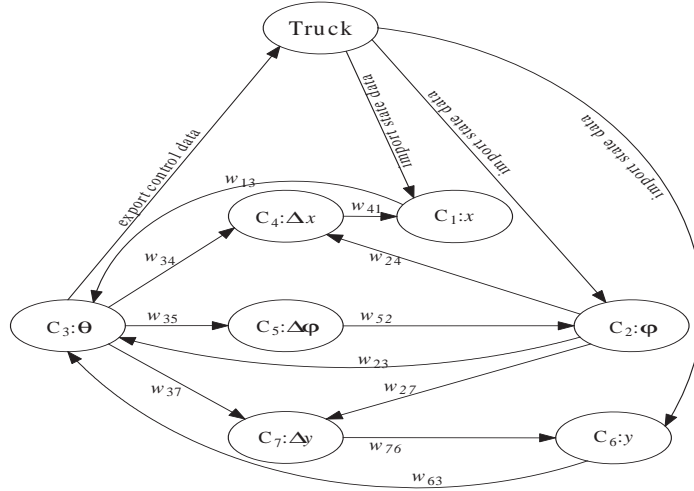 Truck
import state data
import state data
import state data
export control data
w13
C4:Δx
w41
C1:x
w34
w24
C3:Θ
w35
C5:Δφ
w52
C2:φ
w23
w37
w27
C7:Δy
w76
C6:y
w63